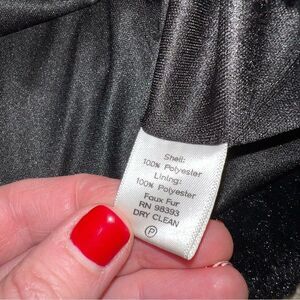 Shell:
100% Polyester
Lining:
100% Polyester
Faux Fur
RN 98393
DRY CLEAN
P